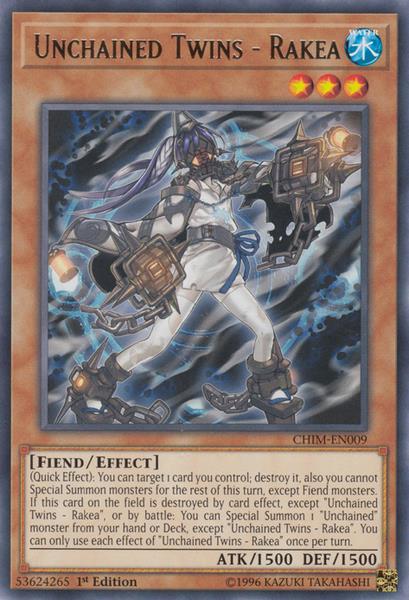 UNCHAINED TWINS - RAKEA
WATER
水
CHIM-EN009
[FIEND/EFFECT]
(Quick Effect): You can target 1 card you control; destroy it, also you cannot
Special Summon monsters for the rest of this turn, except Fiend monsters.
If this card on the field is destroyed by card effect, except "Unchained
Twins - Rakea", or by battle: You can Special Summon 1 "Unchained"
monster from your hand or Deck, except "Unchained Twins - Rakea". You
can only use each effect of "Unchained Twins - Rakea" once per turn.
ATK/1500 DEF/1500
53624265 1st Edition ©1996 KAZUKI TAKAHASHI